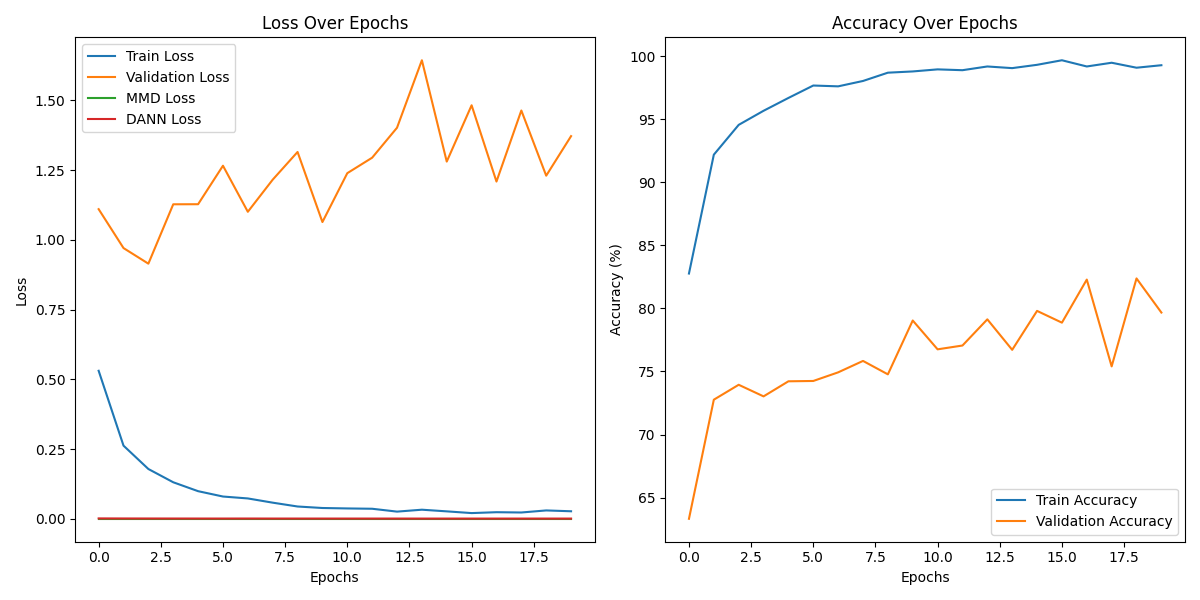 Loss Over Epochs
Train Loss
Validation Loss
MMD Loss
DANN Loss
1.50
1.25
1.00
0.75
0.50
0.25
0.00
Loss
0.0 2.5 5.0 7.5 10.0 12.5 15.0 17.5
Epochs
Accuracy Over Epochs
100
95
90
85
80
75
70
65
Accuracy (%)
Train Accuracy
Validation Accuracy
0.0 2.5 5.0 7.5 10.0 12.5 15.0 17.5
Epochs